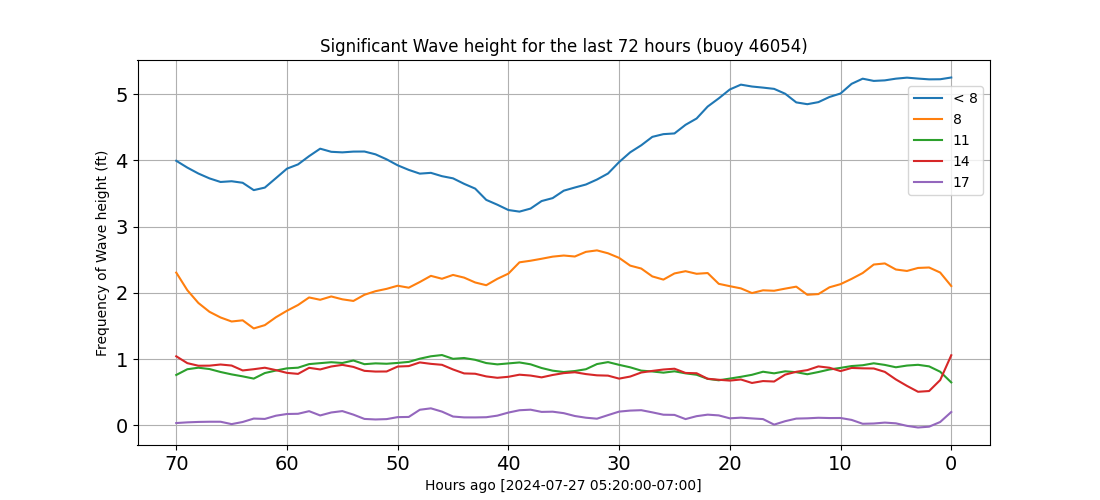 Significant Wave height for the last 72 hours (buoy 46054)
Frequency of Wave height (ft)
5
4
3
2
1
0
< 8
8
11
14
17
70 60 50 40 30 20 10 0
Hours ago [2024-07-27 05:20:00-07:00]